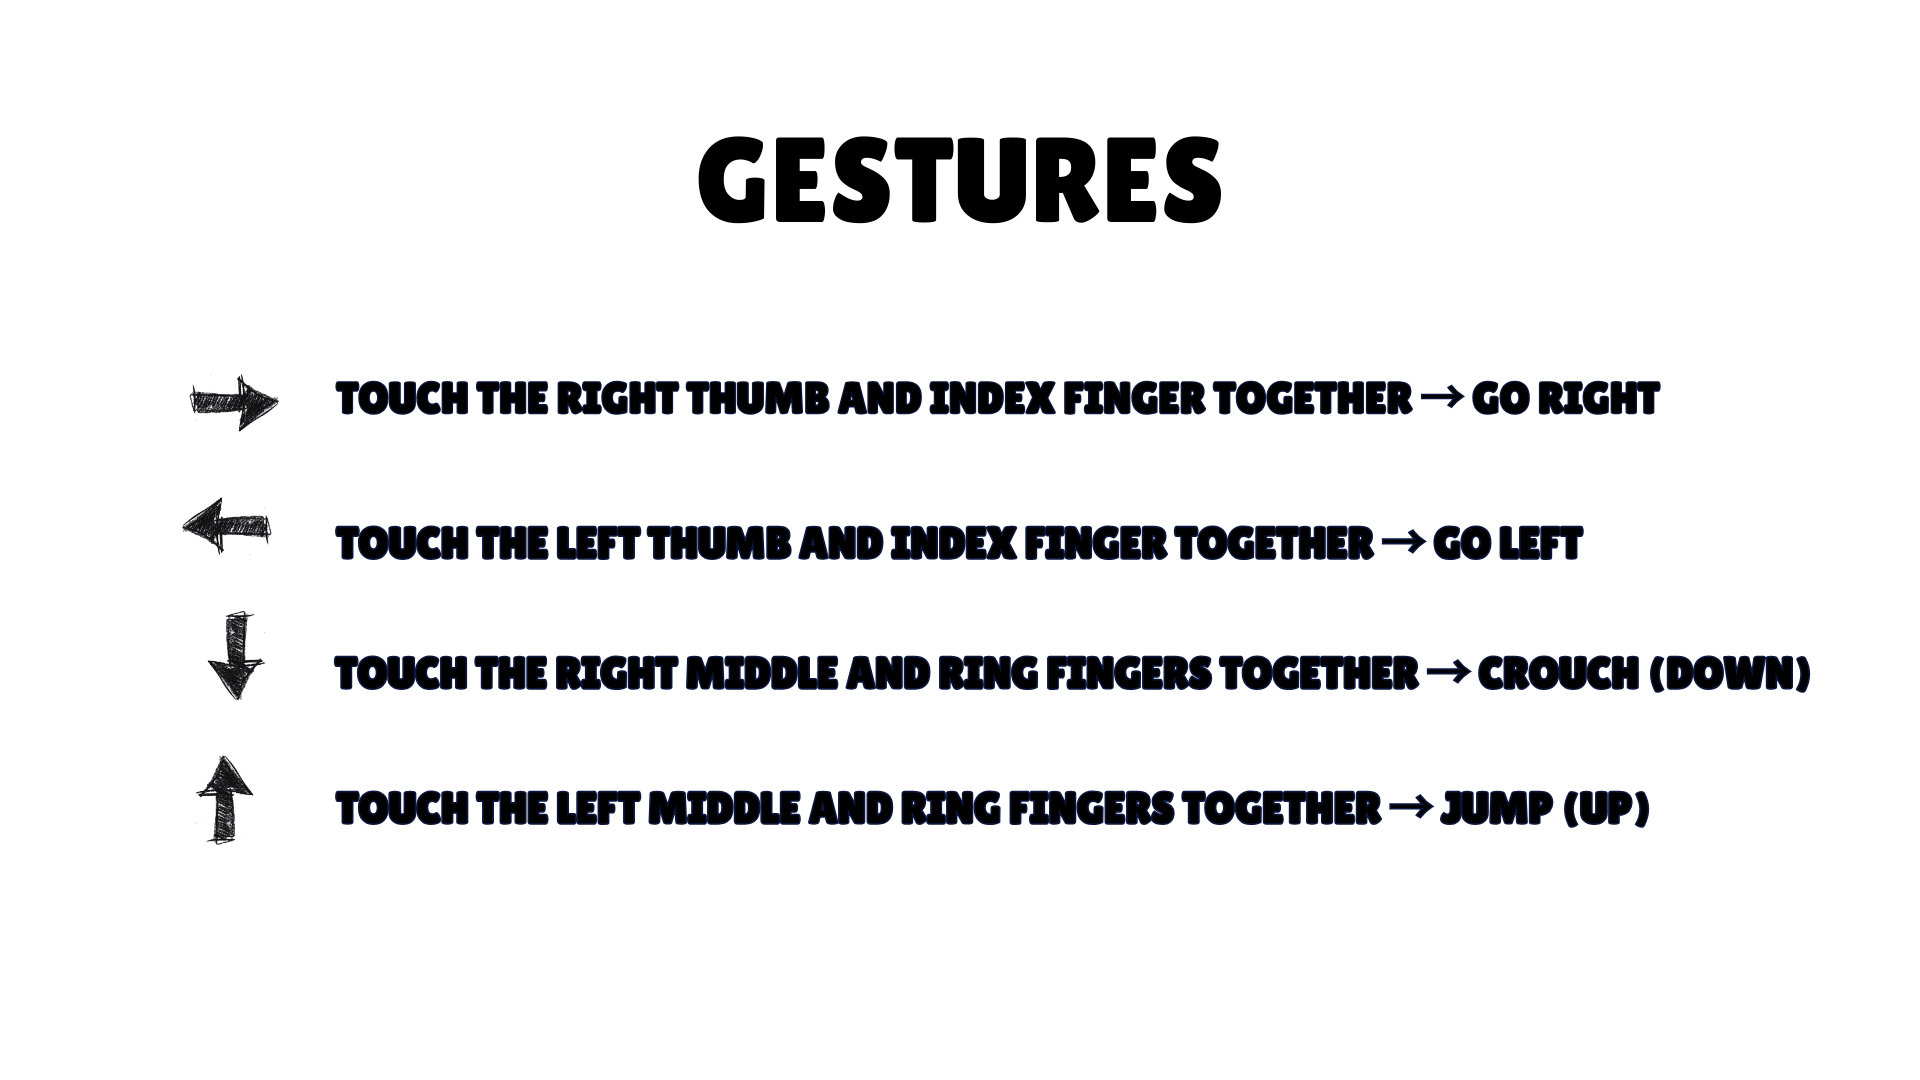 GESTURES
TOUCH THE RIGHT THUMB AND INDEX FINGER TOGETHER → GO RIGHT
TOUCH THE LEFT THUMB AND INDEX FINGER TOGETHER → GO LEFT
TOUCH THE RIGHT MIDDLE AND RING FINGERS TOGETHER → CROUCH (DOWN)
TOUCH THE LEFT MIDDLE AND RING FINGERS TOGETHER → JUMP (UP)